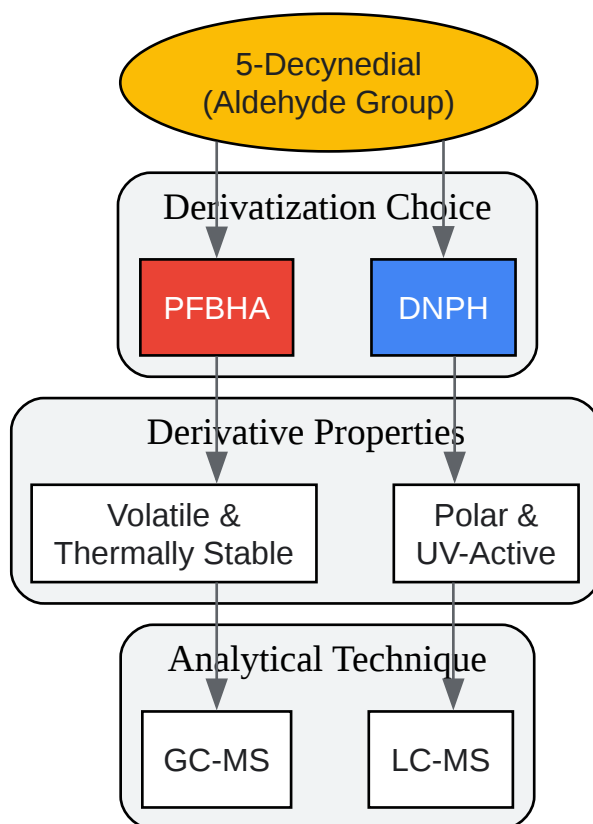 5-Decynedial
(Aldehyde Group)
Derivatization Choice
PFBHA
DNPH
Derivative Properties
Volatile &
Thermally Stable
Polar &
UV-Active
Analytical Technique
GC-MS
LC-MS